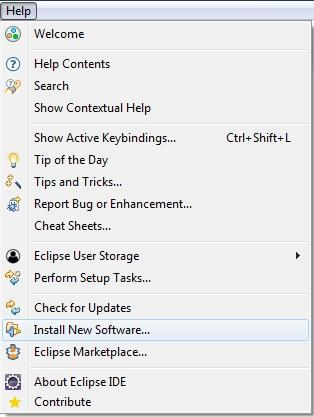 Help
Welcome
Help Contents
Search
Show Contextual Help
Show Active Keybindings... Ctrl+Shift+L
Tip of the Day
Tips and Tricks...
Report Bug or Enhancement...
Cheat Sheets...
Eclipse User Storage
Perform Setup Tasks...
Check for Updates
Install New Software...
Eclipse Marketplace...
About Eclipse IDE
Contribute